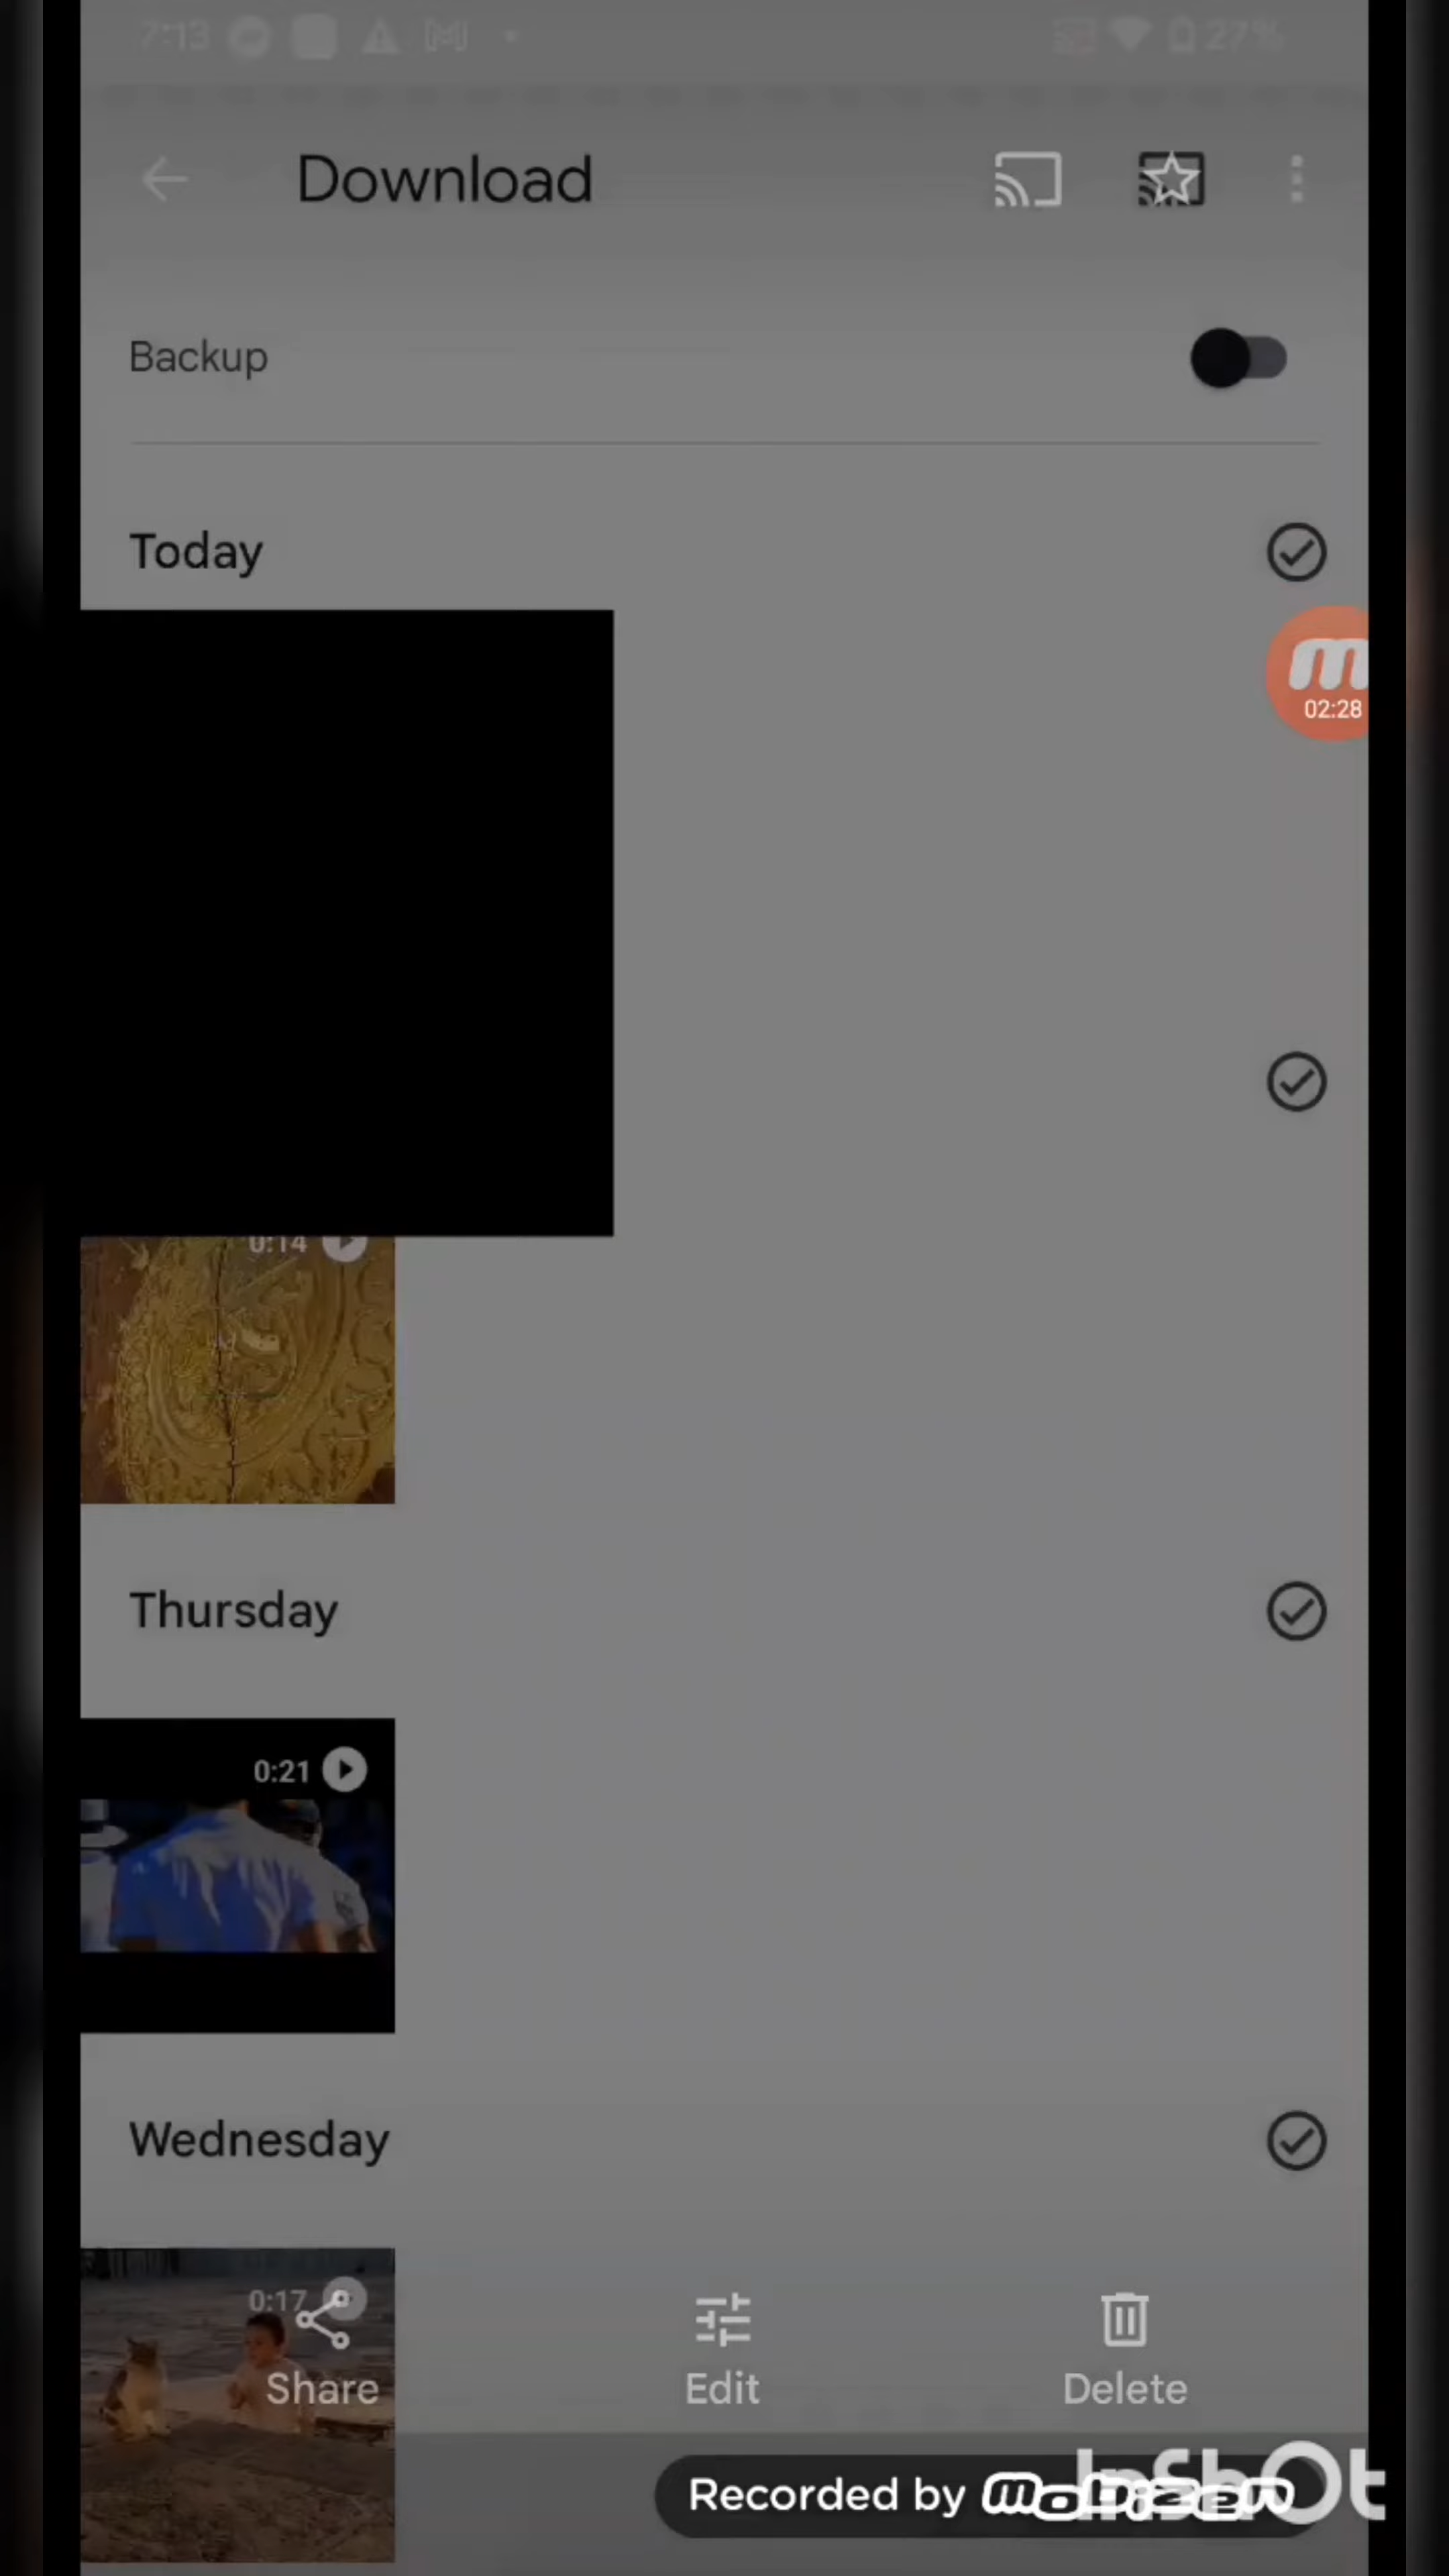 7:13 27%
Download
Backup
Today
m
02:28
0:14
Thursday
0:21
Wednesday
0:17
Share Edit Delete
Recorded by mobizen
InShOt